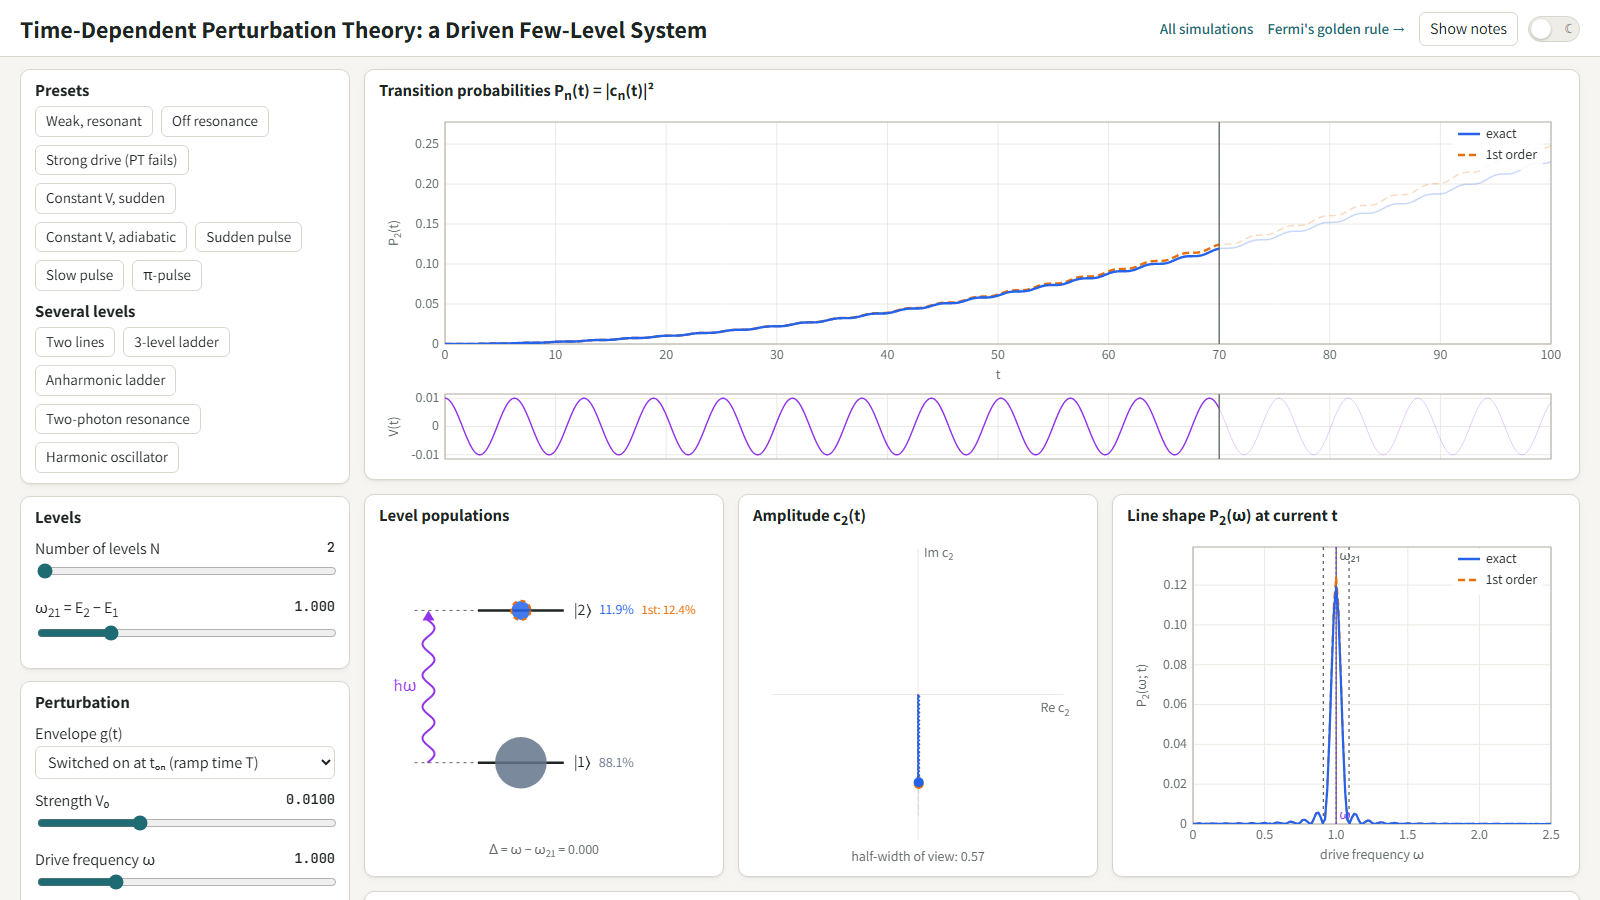 Time-Dependent Perturbation Theory: a Driven Few-Level System
All simulations
Fermi's golden rule →
Show notes
Presets
Weak, resonant
Off resonance
Strong drive (PT fails)
Constant V, sudden
Constant V, adiabatic
Sudden pulse
Slow pulse
π-pulse
Several levels
Two lines
3-level ladder
Anharmonic ladder
Two-photon resonance
Harmonic oscillator
Levels
Number of levels N
2
ω₂₁ = E₂ − E₁
1.000
Perturbation
Envelope g(t)
Switched on at tₒₙ (ramp time T)
Strength V₀
0.0100
Drive frequency ω
1.000
Transition probabilities Pₙ(t) = |cₙ(t)|²
exact
1st order
P₂(t)
0.25
0.20
0.15
0.10
0.05
0
0 10 20 30 40 50 60 70 80 90 100
t
V(t)
0.01
0
-0.01
Level populations
|2⟩ 11.9% 1st: 12.4%
ħω
|1⟩ 88.1%
Δ = ω − ω₂₁ = 0.000
Amplitude c₂(t)
Im c₂
Re c₂
half-width of view: 0.57
Line shape P₂(ω) at current t
ω₂₁
exact
1st order
P₂(ω; t)
0.12
0.10
0.08
0.06
0.04
0.02
0
ω
0 0.5 1.0 1.5 2.0 2.5
drive frequency ω